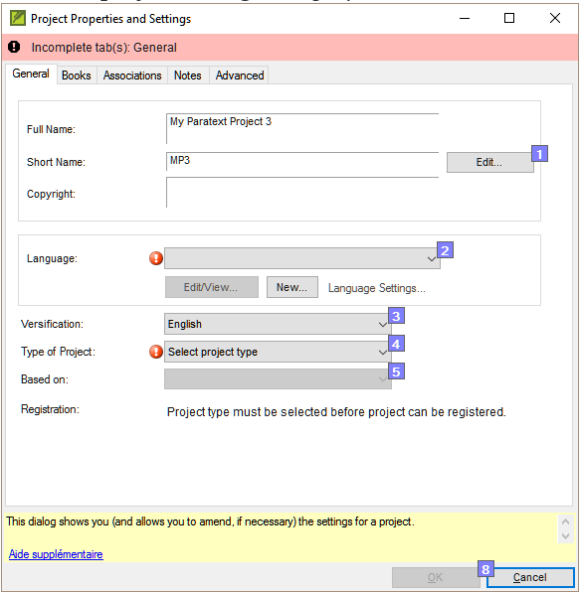 Project Properties and Settings
Incomplete tab(s): General
General Books Associations Notes Advanced
Full Name: My Paratext Project 3
Short Name: MP3 Edit... 1
Copyright:
Language: 2
Edit/View... New... Language Settings...
Versification: English 3
Type of Project: Select project type 4
Based on: 5
Registration: Project type must be selected before project can be registered.
This dialog shows you (and allows you to amend, if necessary) the settings for a project.
Aide supplémentaire
OK 8 Cancel